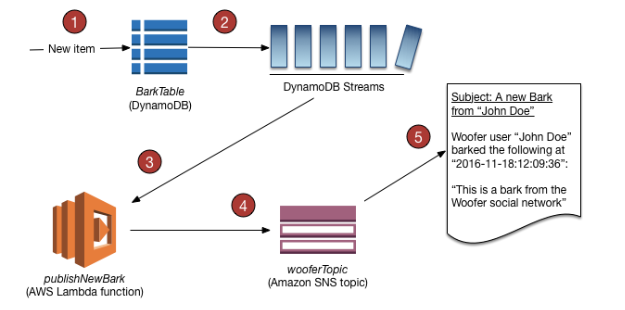 1
2
New item
BarkTable
(DynamoDB)
DynamoDB Streams
Subject: A new Bark
from “John Doe”
Woofer user “John Doe”
barked the following at
“2016-11-18:12:09:36”:
“This is a bark from the
Woofer social network”
5
3
4
publishNewBark
(AWS Lambda function)
wooferTopic
(Amazon SNS topic)